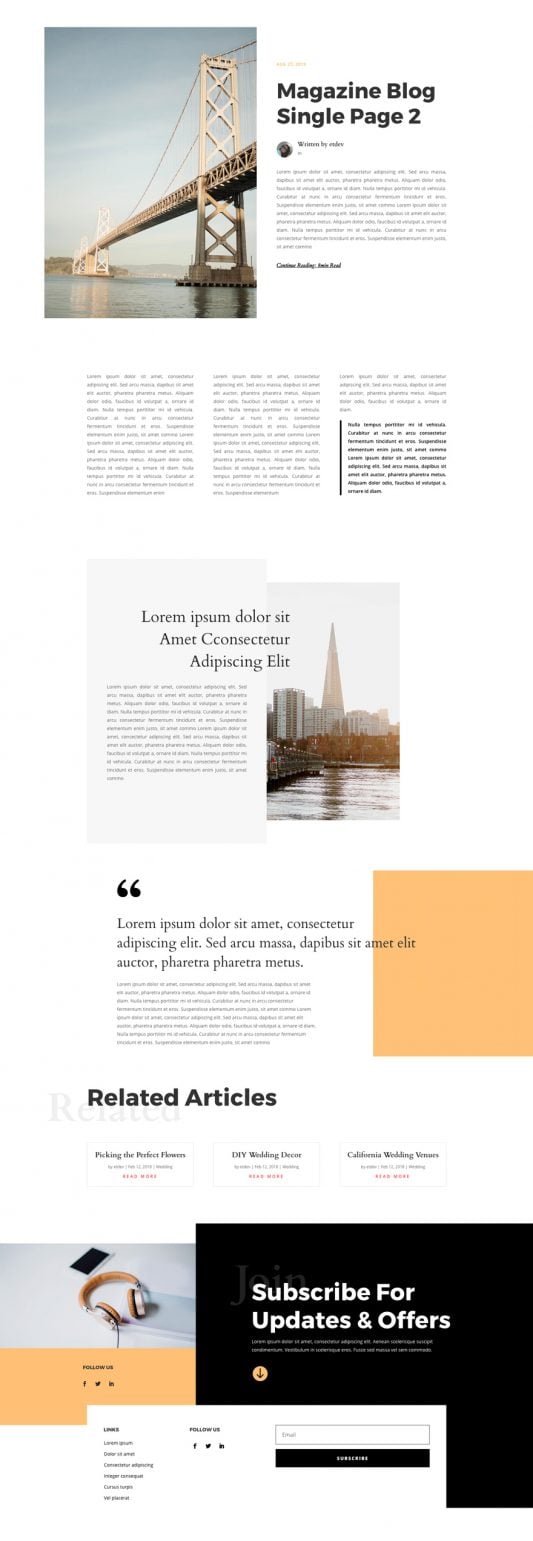 AUG 27, 2018
Magazine Blog
Single Page 2
Written by etdev
in
Lorem ipsum dolor sit amet, consectetur adipiscing elit. Sed arcu massa,
dapibus sit amet elit auctor, pharetra pharetra metus. Aliquam dolor odio,
faucibus id volutpat a, ornare id diam. Nulla tempus porttitor mi id vehicula.
Curabitur at nunc in arcu consectetur fermentum tincidunt et eros.
Suspendisse elementum enim justo, sit amet commo Lorem ipsum dolor sit
amet, consectetur adipiscing elit. Sed arcu massa, dapibus sit amet elit
auctor, pharetra pharetra metus. Aliquam dolor odio, faucibus id volutpat a,
ornare id diam. Nulla tempus porttitor mi id vehicula. Curabitur at nunc in arcu
consectetur fermentum tincidunt et eros. Suspendisse elementum enim justo,
sit amet commo
Continue Reading: 6min Read
Lorem ipsum dolor sit amet, consectetur
adipiscing elit. Sed arcu massa, dapibus sit amet
elit auctor, pharetra pharetra metus. Aliquam
dolor odio, faucibus id volutpat a, ornare id
diam. Nulla tempus porttitor mi id vehicula.
Curabitur at nunc in arcu consectetur
fermentum tincidunt et eros. Suspendisse
elementum enim justo, sit amet commo Lorem
ipsum dolor sit amet, consectetur adipiscing
elit. Sed arcu massa, dapibus sit amet elit
auctor, pharetra pharetra metus. Aliquam dolor
odio, faucibus id volutpat a, ornare id diam.
Nulla tempus porttitor mi id vehicula. Curabitur
at nunc in arcu consectetur fermentum
tincidunt et eros. Suspendisse elementum enim
Lorem ipsum dolor sit amet, consectetur
adipiscing elit. Sed arcu massa, dapibus sit amet
elit auctor, pharetra pharetra metus. Aliquam
dolor odio, faucibus id volutpat a, ornare id
diam. Nulla tempus porttitor mi id vehicula.
Curabitur at nunc in arcu consectetur
fermentum tincidunt et eros. Suspendisse
elementum enim justo, sit amet commo Lorem
ipsum dolor sit amet, consectetur adipiscing
elit. Sed arcu massa, dapibus sit amet elit
auctor, pharetra pharetra metus. Aliquam dolor
odio, faucibus id volutpat a, ornare id diam.
Nulla tempus porttitor mi id vehicula. Curabitur
at nunc in arcu consectetur fermentum tincidunt
et eros. Suspendisse elementum
Lorem ipsum dolor sit amet, consectetur
adipiscing elit. Sed arcu massa, dapibus sit amet
elit auctor, pharetra pharetra metus. Aliquam
dolor odio, faucibus id volutpat a, ornare id
diam.
Nulla tempus porttitor mi id vehicula.
Curabitur at nunc in arcu consectetur
fermentum tincidunt et eros. Suspendisse
elementum enim justo, sit amet commo
Lorem ipsum dolor sit amet, consectetur
adipiscing elit. Sed arcu massa, dapibus sit
amet elit auctor, pharetra pharetra metus.
Aliquam dolor odio, faucibus id volutpat a,
ornare id diam.
Lorem ipsum dolor sit
Amet Cconsectetur
Adipiscing Elit
Lorem ipsum dolor sit amet, consectetur adipiscing elit. Sed
arcu massa, dapibus sit amet elit auctor, pharetra pharetra
metus. Aliquam dolor odio, faucibus id volutpat a, ornare id
diam. Nulla tempus porttitor mi id vehicula. Curabitur at nunc in
arcu consectetur fermentum tincidunt et eros. Suspendisse
elementum enim justo, sit amet commo Lorem ipsum dolor sit
amet, consectetur adipiscing elit. Sed arcu massa, dapibus sit
amet elit auctor, pharetra pharetra metus. Aliquam dolor odio,
faucibus id volutpat a, ornare id diam. Nulla tempus porttitor mi
id vehicula. Curabitur at nunc in arcu consectetur fermentum
tincidunt et eros. Suspendisse elementum enim justo, sit amet
commo
“
Lorem ipsum dolor sit amet, consectetur
adipiscing elit. Sed arcu massa, dapibus sit amet elit
auctor, pharetra pharetra metus.
Lorem ipsum dolor sit amet, consectetur adipiscing elit. Sed arcu massa, dapibus sit
amet elit auctor, pharetra pharetra metus. Aliquam dolor odio, faucibus id volutpat a,
ornare id diam. Nulla tempus porttitor mi id vehicula. Curabitur at nunc in arcu consectetur
fermentum tincidunt et eros. Suspendisse elementum enim justo, sit amet commo Lorem
ipsum dolor sit amet, consectetur adipiscing elit. Sed arcu massa, dapibus sit amet elit
auctor, pharetra pharetra metus. Aliquam dolor odio, faucibus id volutpat a, ornare id diam.
Nulla tempus porttitor mi id vehicula. Curabitur at nunc in arcu consectetur fermentum
tincidunt et eros. Suspendisse elementum enim justo, sit amet commo
Related
Related Articles
Picking the Perfect Flowers
by etdev | Feb 12, 2018 | Wedding
READ MORE
DIY Wedding Decor
by etdev | Feb 12, 2018 | Wedding
READ MORE
California Wedding Venues
by etdev | Feb 12, 2018 | Wedding
READ MORE
Join
Subscribe For
Updates & Offers
Lorem ipsum dolor sit amet, consectetur adipiscing elit. Aenean scelerisque suscipit
condimentum. Vestibulum in scelerisque eros. Fusce sed massa vel sem commodo.
FOLLOW US
LINKS
Lorem ipsum
Dolor sit amet
Consectetur adipiscing
Integer consequat
Cursus turpis
Vel placerat
FOLLOW US
Email
SUBSCRIBE